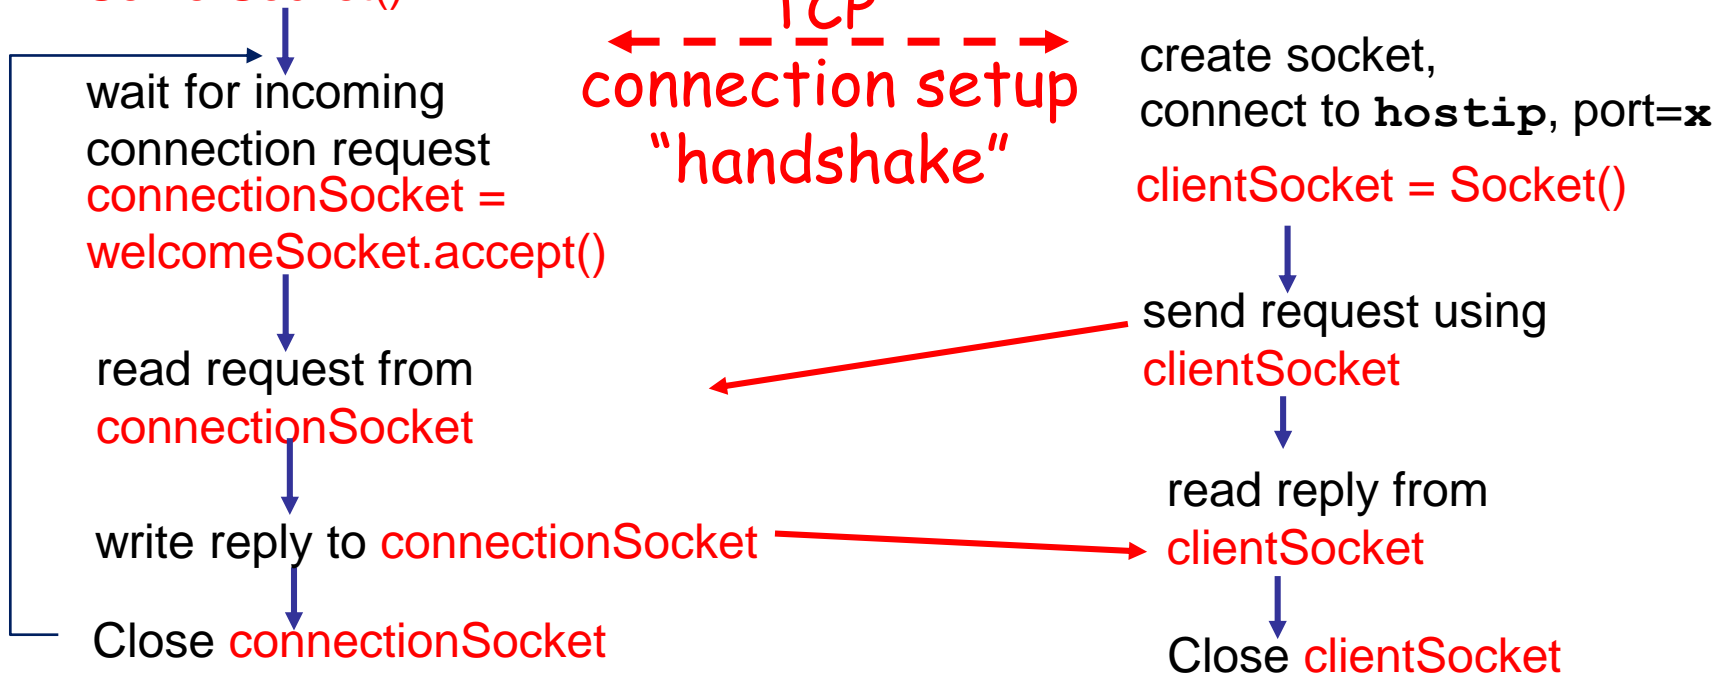 TCP
connection setup
“handshake”
wait for incoming
connection request
connectionSocket =
welcomeSocket.accept()
read request from
connectionSocket
write reply to connectionSocket
Close connectionSocket
create socket,
connect to hostip, port=x
clientSocket = Socket()
send request using
clientSocket
read reply from
clientSocket
Close clientSocket